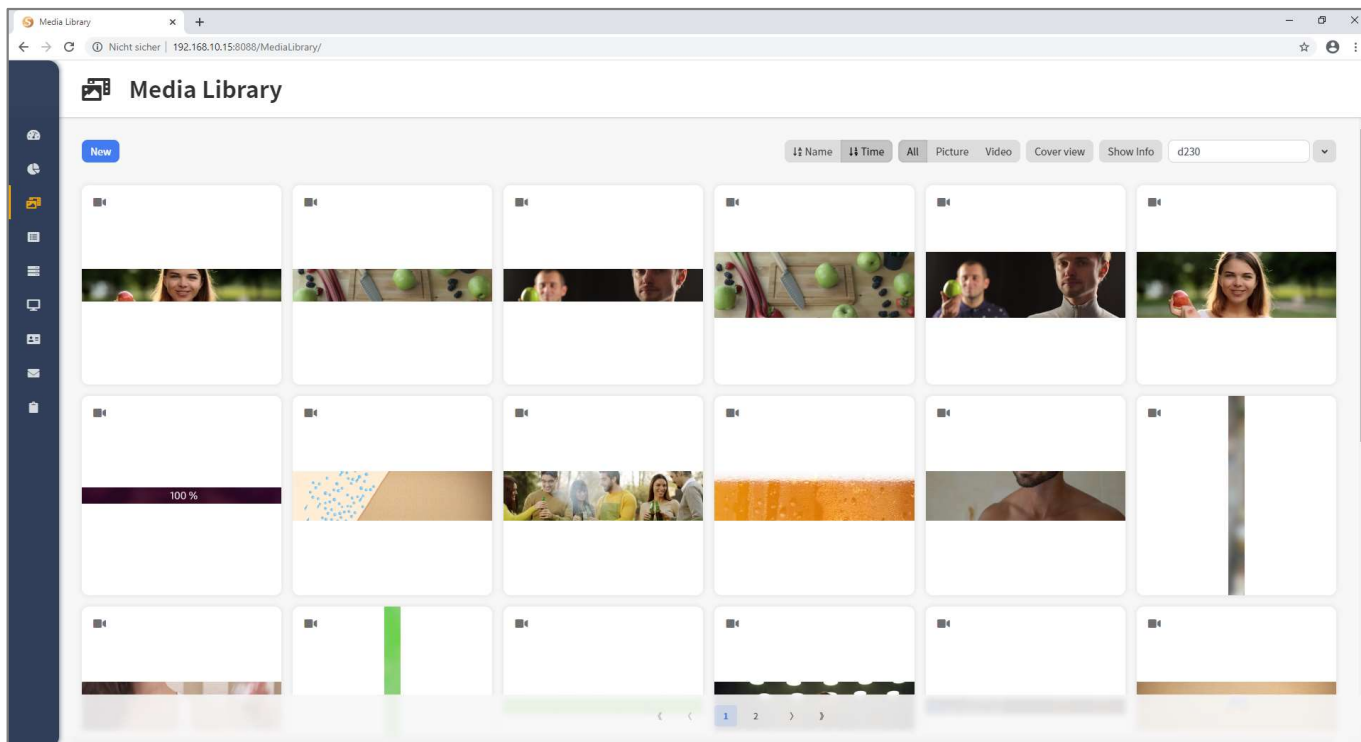 Media Library
Nicht sicher | 192.168.10.15:8088/MediaLibrary/
Media Library
New
Name Time All Picture Video Cover view Show Info d230
100 %
1 2